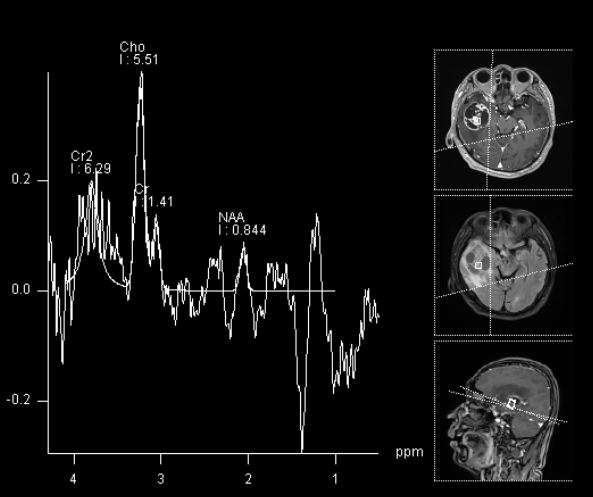 Cho
I : 5.51
Cr2
I : 6.29
Cr
I : 1.41
NAA
I : 0.844
0.2
0.0
-0.2
ppm
4
3
2
1